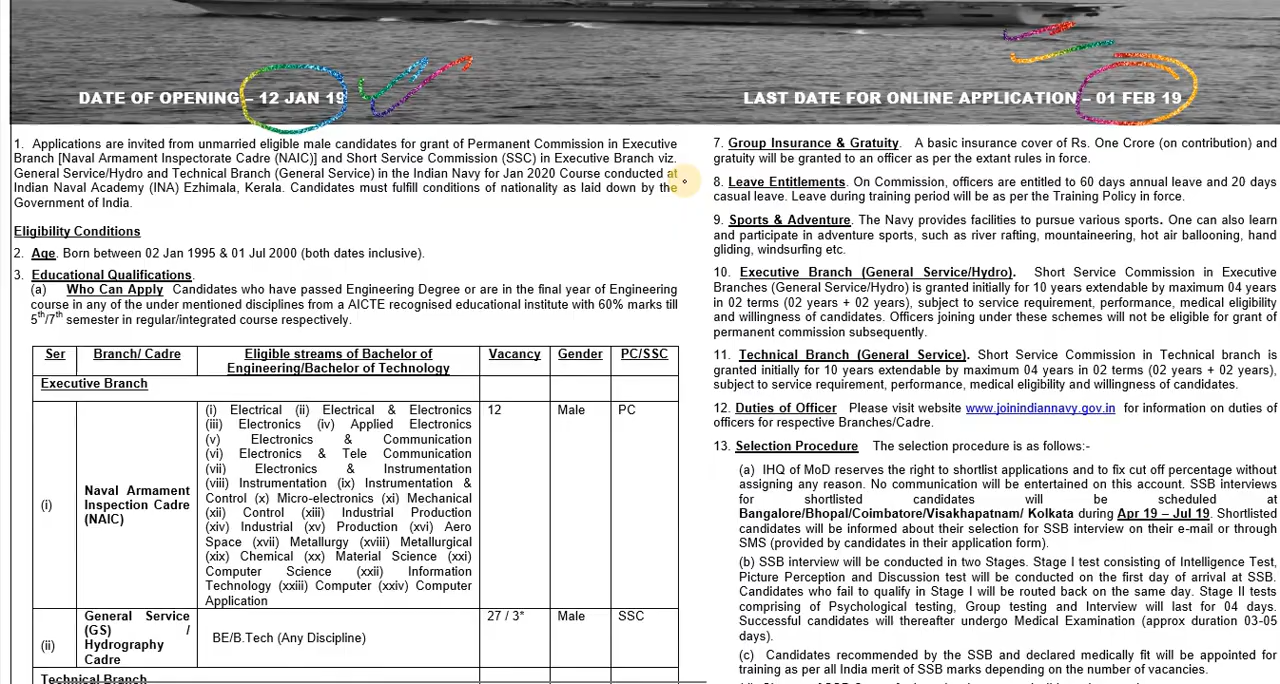 DATE OF OPENING – 12 JAN 19
LAST DATE FOR ONLINE APPLICATION – 01 FEB 19
1. Applications are invited from unmarried eligible male candidates for grant of Permanent Commission in Executive
Branch [Naval Armament Inspectorate Cadre (NAIC)] and Short Service Commission (SSC) in Executive Branch viz.
General Service/Hydro and Technical Branch (General Service) in the Indian Navy for Jan 2020 Course conducted at
Indian Naval Academy (INA) Ezhimala, Kerala. Candidates must fulfill conditions of nationality as laid down by the
Government of India.
Eligibility Conditions
2. Age. Born between 02 Jan 1995 & 01 Jul 2000 (both dates inclusive).
3. Educational Qualifications.
(a) Who Can Apply Candidates who have passed Engineering Degree or are in the final year of Engineering
course in any of the under mentioned disciplines from a AICTE recognised educational institute with 60% marks till
5th/7th semester in regular/integrated course respectively.
Ser Branch/ Cadre Eligible streams of Bachelor of Vacancy Gender PC/SSC
Engineering/Bachelor of Technology
Executive Branch
(i) Electrical (ii) Electrical & Electronics 12 Male PC
(iii) Electronics (iv) Applied Electronics
(v) Electronics & Communication
(vi) Electronics & Tele Communication
(vii) Electronics & Instrumentation
(viii) Instrumentation (ix) Instrumentation &
Naval Armament Control (x) Micro-electronics (xi) Mechanical
(i) Inspection Cadre (xii) Control (xiii) Industrial Production
(NAIC) (xiv) Industrial (xv) Production (xvi) Aero
Space (xvii) Metallurgy (xviii) Metallurgical
(xix) Chemical (xx) Material Science (xxi)
Computer Science (xxii) Information
Technology (xxiii) Computer (xxiv) Computer
Application
General Service 27 / 3* Male SSC
(GS) /
(ii) Hydrography BE/B.Tech (Any Discipline)
Cadre
Technical Branch
7. Group Insurance & Gratuity. A basic insurance cover of Rs. One Crore (on contribution) and
gratuity will be granted to an officer as per the extant rules in force.
8. Leave Entitlements. On Commission, officers are entitled to 60 days annual leave and 20 days
casual leave. Leave during training period will be as per the Training Policy in force.
9. Sports & Adventure. The Navy provides facilities to pursue various sports. One can also learn
and participate in adventure sports, such as river rafting, mountaineering, hot air ballooning, hand
gliding, windsurfing etc.
10. Executive Branch (General Service/Hydro). Short Service Commission in Executive
Branches (General Service/Hydro) is granted initially for 10 years extendable by maximum 04 years
in 02 terms (02 years + 02 years), subject to service requirement, performance, medical eligibility
and willingness of candidates. Officers joining under these schemes will not be eligible for grant of
permanent commission subsequently.
11. Technical Branch (General Service). Short Service Commission in Technical branch is
granted initially for 10 years extendable by maximum 04 years in 02 terms (02 years + 02 years),
subject to service requirement, performance, medical eligibility and willingness of candidates.
12. Duties of Officer Please visit website www.joinindiannavy.gov.in for information on duties of
officers for respective Branches/Cadre.
13. Selection Procedure The selection procedure is as follows:-
(a) IHQ of MoD reserves the right to shortlist applications and to fix cut off percentage without
assigning any reason. No communication will be entertained on this account. SSB interviews
for shortlisted candidates will be scheduled at
Bangalore/Bhopal/Coimbatore/Visakhapatnam/ Kolkata during Apr 19 – Jul 19. Shortlisted
candidates will be informed about their selection for SSB interview on their e-mail or through
SMS (provided by candidates in their application form).
(b) SSB interview will be conducted in two Stages. Stage I test consisting of Intelligence Test,
Picture Perception and Discussion test will be conducted on the first day of arrival at SSB.
Candidates who fail to qualify in Stage I will be routed back on the same day. Stage II tests
comprising of Psychological testing, Group testing and Interview will last for 04 days.
Successful candidates will thereafter undergo Medical Examination (approx duration 03-05
days).
(c) Candidates recommended by the SSB and declared medically fit will be appointed for
training as per all India merit of SSB marks depending on the number of vacancies.